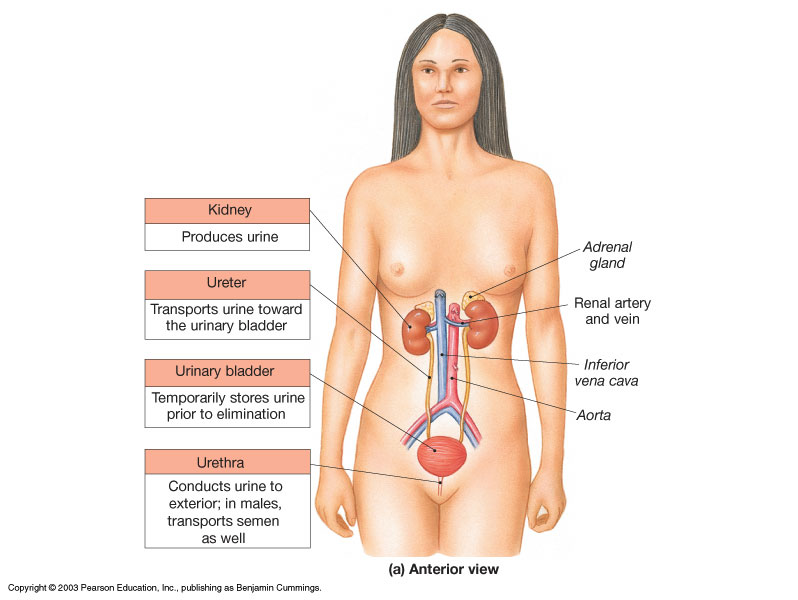 Kidney
Produces urine
Ureter
Transports urine toward
the urinary bladder
Urinary bladder
Temporarily stores urine
prior to elimination
Urethra
Conducts urine to
exterior; in males,
transports semen
as well
Adrenal
gland
Renal artery
and vein
Inferior
vena cava
Aorta
(a) Anterior view
Copyright © 2003 Pearson Education, Inc., publishing as Benjamin Cummings.